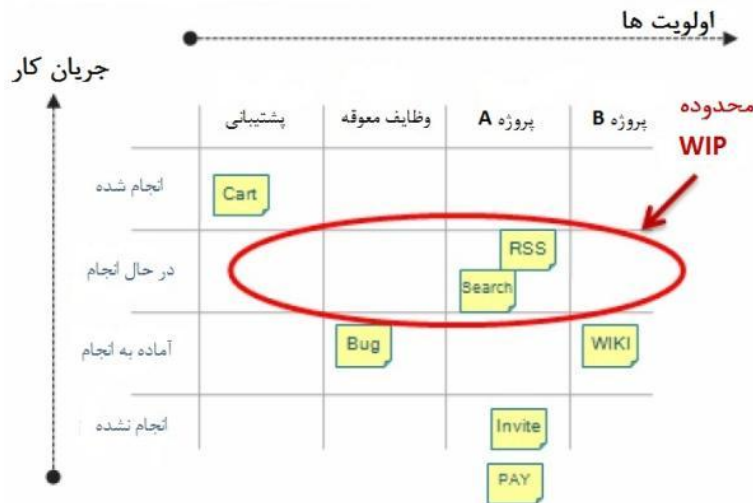 اولویت ها
جریان کار
محدوده
WIP
پشتیبانی
وظایف معوقه
پروژه A
پروژه B
انجام شده
Cart
RSS
در حال انجام
Search
آماده به انجام
Bug
WIKI
انجام نشده
Invite
PAY